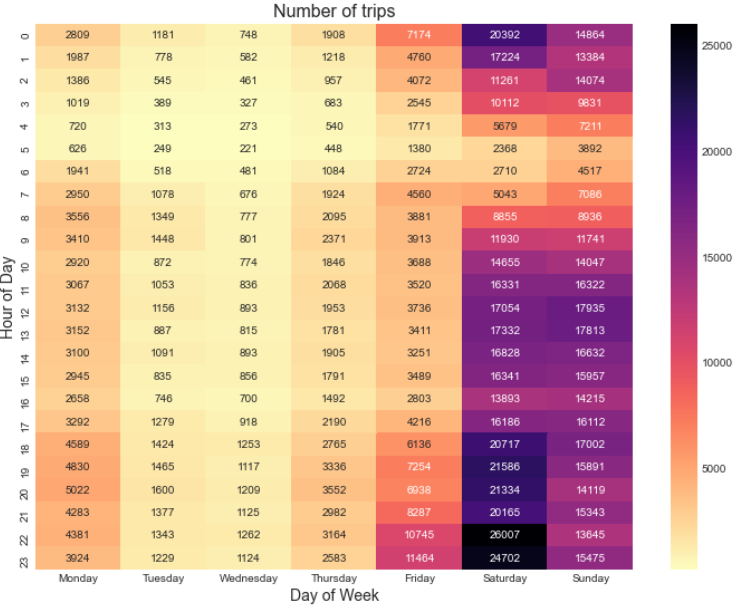 Number of trips
0 2809 1181 748 1908 7174 20392 14864
1 1987 778 582 1218 4760 17224 13384
2 1386 545 461 957 4072 11261 14074
3 1019 389 327 683 2545 10112 9831
4 720 313 273 540 1771 5679 7211
5 626 249 221 448 1380 2368 3892
6 1941 518 481 1084 2724 2710 4517
7 2950 1078 676 1924 4560 5043 7086
8 3556 1349 777 2095 3881 8855 8936
9 3410 1448 801 2371 3913 11930 11741
10 2920 872 774 1846 3688 14655 14047
11 3067 1053 836 2068 3520 16331 16322
12 3132 1156 893 1953 3736 17054 17935
13 3152 887 815 1781 3411 17332 17813
14 3100 1091 893 1905 3251 16828 16632
15 2945 835 856 1791 3489 16341 15957
16 2658 746 700 1492 2803 13893 14215
17 3292 1279 918 2190 4216 16186 16112
18 4589 1424 1253 2765 6136 20717 17002
19 4830 1465 1117 3336 7254 21586 15891
20 5022 1600 1209 3552 6938 21334 14119
21 4283 1377 1125 2982 8287 20165 15343
22 4381 1343 1262 3164 10745 26007 13645
23 3924 1229 1124 2583 11464 24702 15475
Monday Tuesday Wednesday Thursday Friday Saturday Sunday
Day of Week
Hour of Day
25000
20000
15000
10000
5000